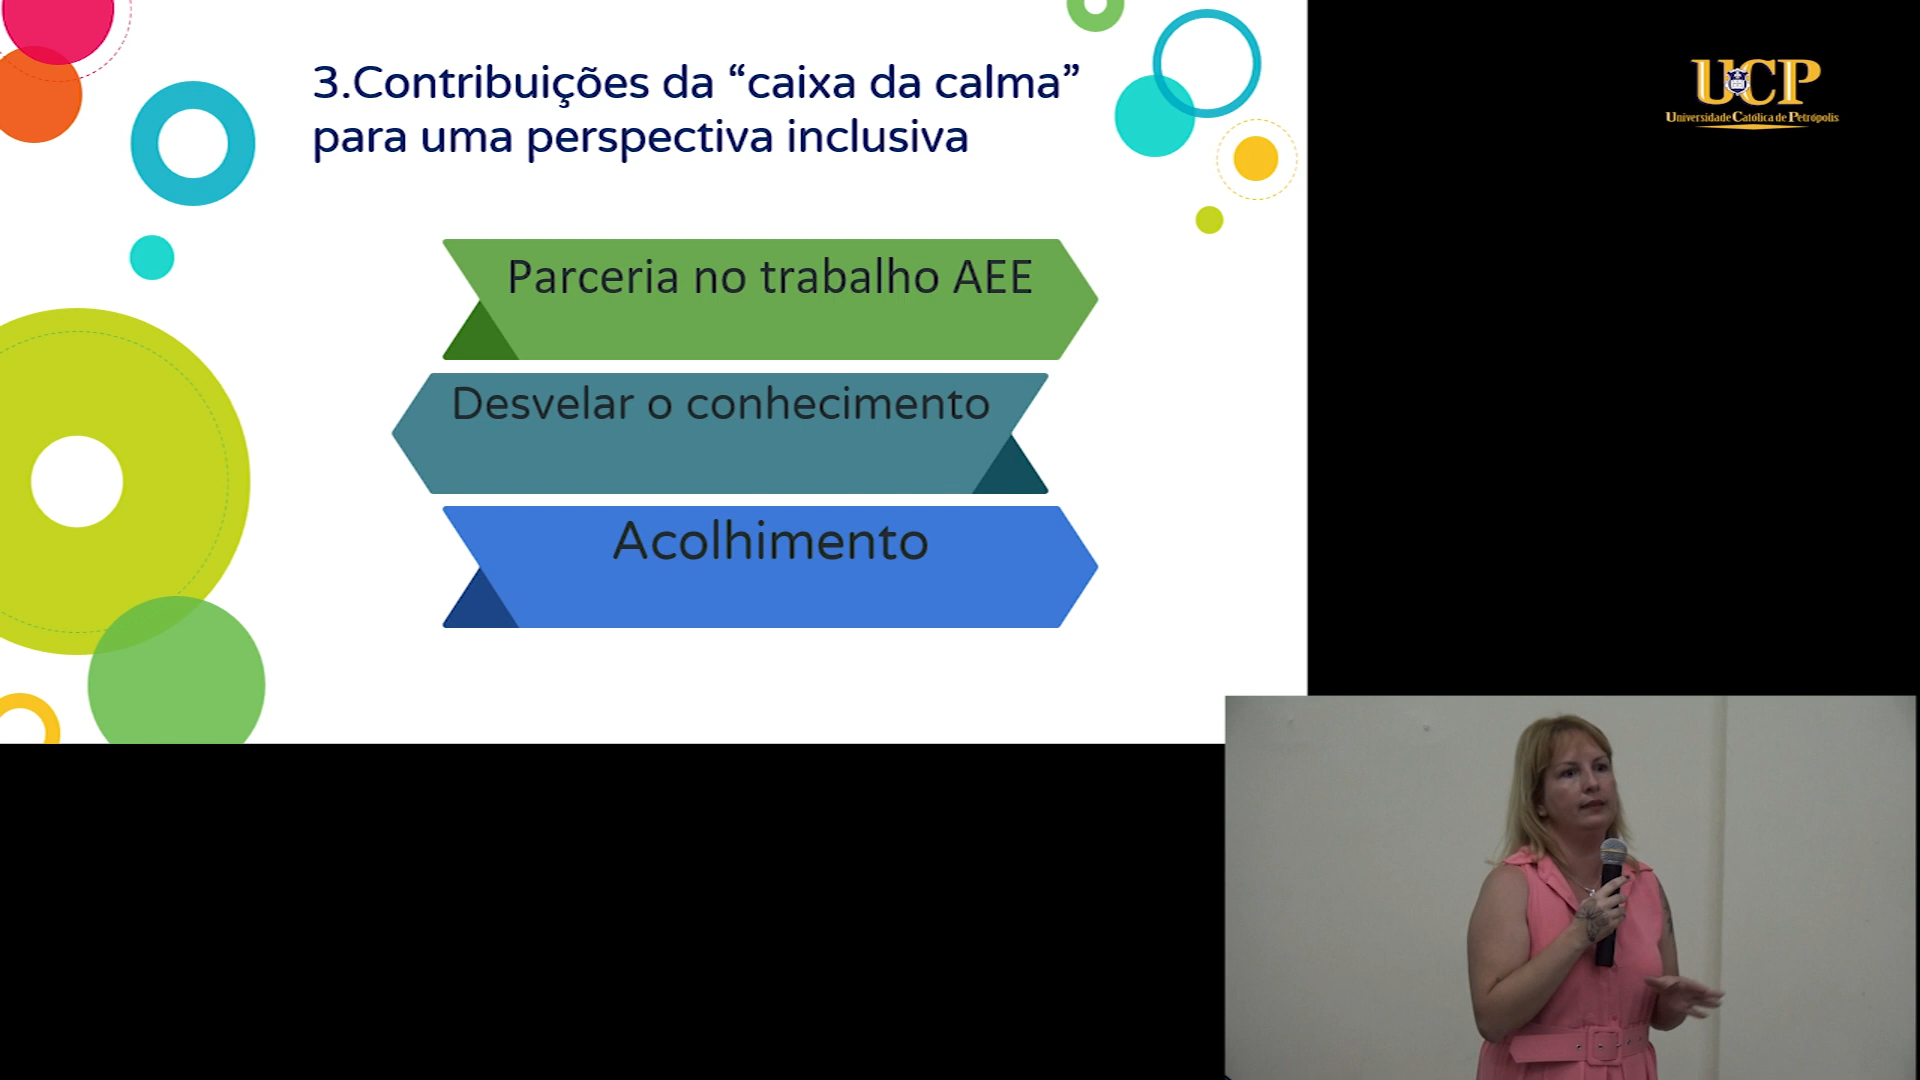 3.Contribuições da “caixa da calma”
para uma perspectiva inclusiva
Parceria no trabalho AEE
Desvelar o conhecimento
Acolhimento
UCP
Universidade Católica de Petrópolis